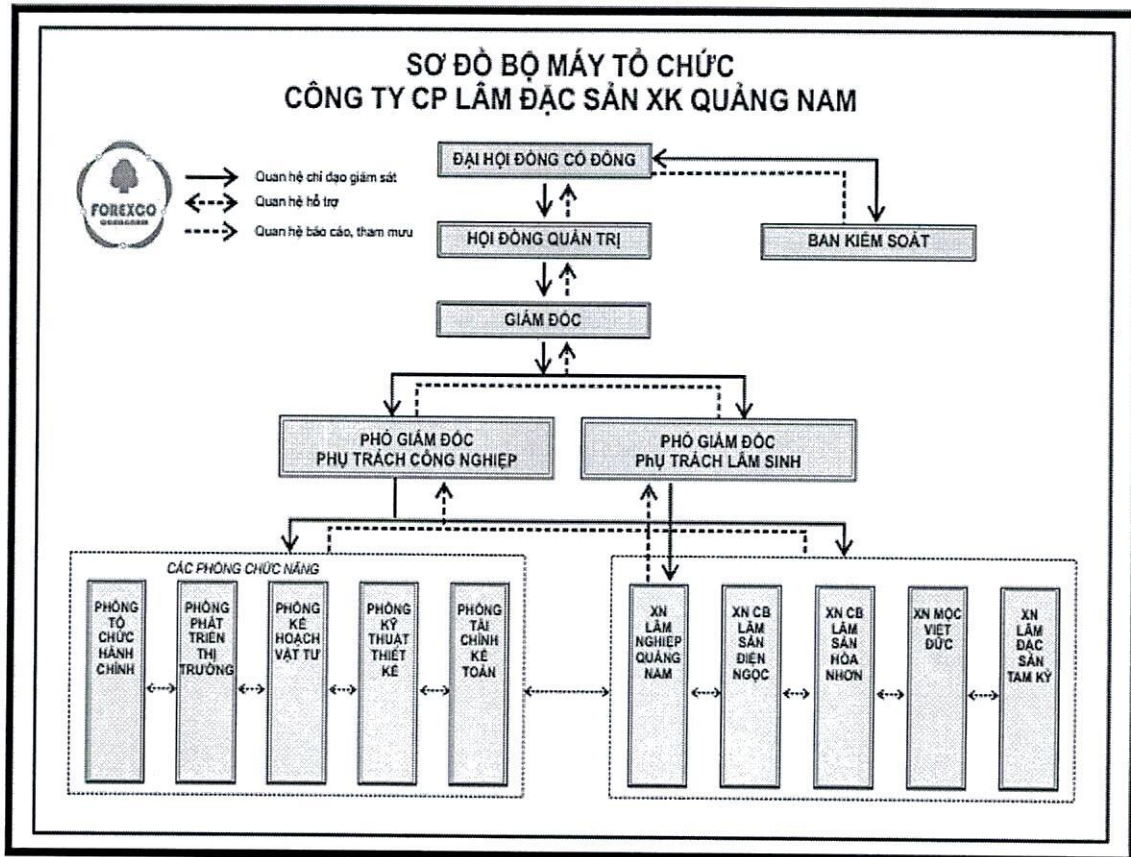 SƠ ĐỒ BỘ MÁY TỔ CHỨC
CÔNG TY CP LÂM ĐẶC SẢN XK QUẢNG NAM
FOREXCO
Quan hệ chỉ đạo giám sát
Quan hệ hỗ trợ
Quan hệ báo cáo, tham mưu
ĐẠI HỘI ĐỒNG CỔ ĐÔNG
HỘI ĐỒNG QUẢN TRỊ
BAN KIỂM SOÁT
GIÁM ĐỐC
PHÓ GIÁM ĐỐC
PHỤ TRÁCH CÔNG NGHIỆP
PHÓ GIÁM ĐỐC
PhỤ TRÁCH LÂM SINH
CÁC PHÒNG CHỨC NĂNG
PHÒNG
TỔ
CHỨC
HÀNH
CHÍNH
PHÒNG
PHÁT
TRIỂN
THỊ
TRƯỜNG
PHÒNG
KẾ
HOẠCH
VẬT TƯ
PHÒNG
KỸ
THUẬT
THIẾT
KẾ
PHÒNG
TÀI
CHÍNH
KẾ
TOÁN
XN
LÂM
NGHIỆP
QUẢNG
NAM
XN CB
LÂM
SẢN
ĐIỆN
NGỌC
XN CB
LÂM
SẢN
HÒA
NHƠN
XN MỘC
VIỆT
ĐỨC
XN
LÂM
ĐẶC
SẢN
TAM KỲ